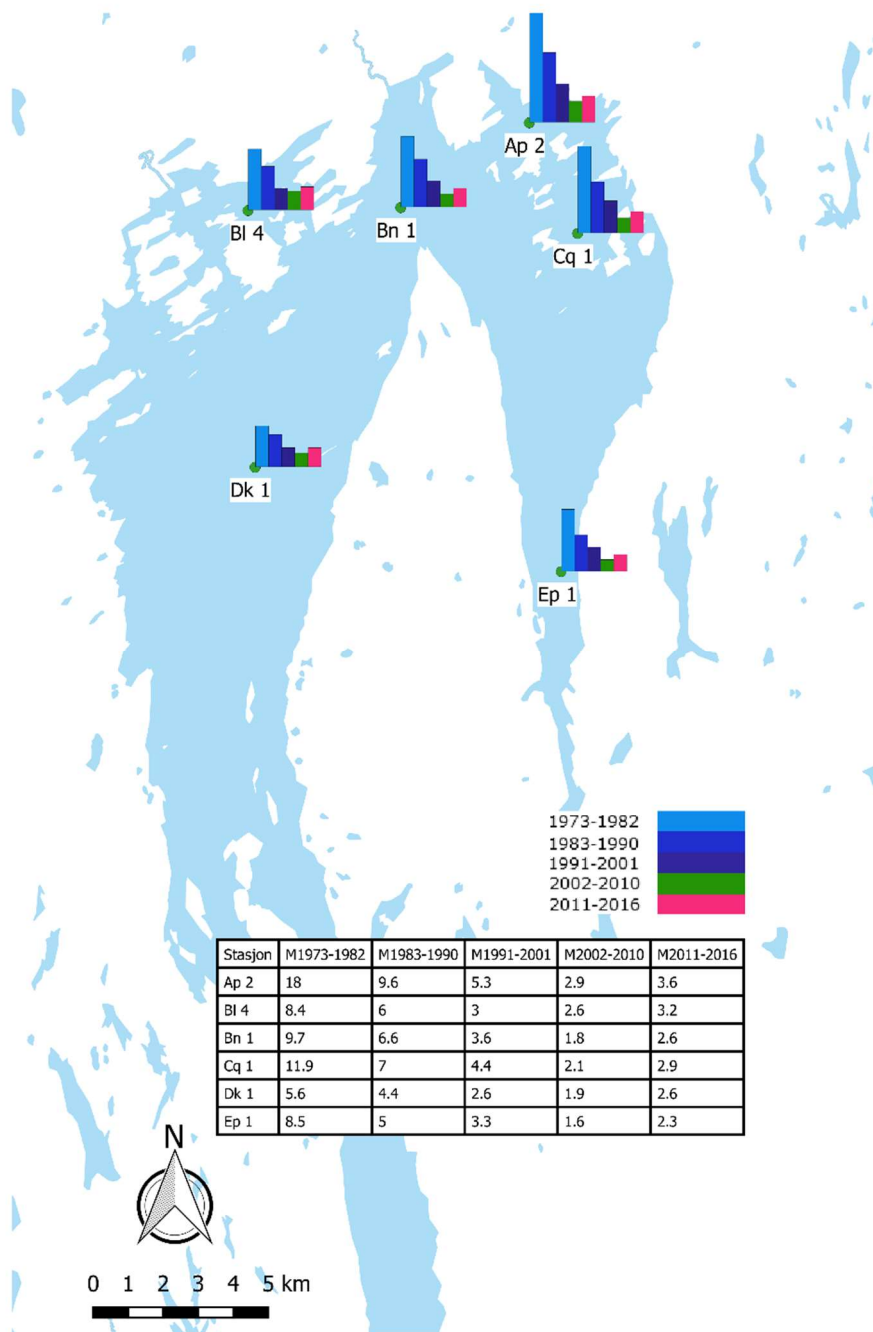 Ap 2
Bl 4
Bn 1
Cq 1
Dk 1
Ep 1
1973-1982
1983-1990
1991-2001
2002-2010
2011-2016
Stasjon M1973-1982 M1983-1990 M1991-2001 M2002-2010 M2011-2016
Ap 2 18 9.6 5.3 2.9 3.6
Bl 4 8.4 6 3 2.6 3.2
Bn 1 9.7 6.6 3.6 1.8 2.6
Cq 1 11.9 7 4.4 2.1 2.9
Dk 1 5.6 4.4 2.6 1.9 2.6
Ep 1 8.5 5 3.3 1.6 2.3
N
0 1 2 3 4 5 km